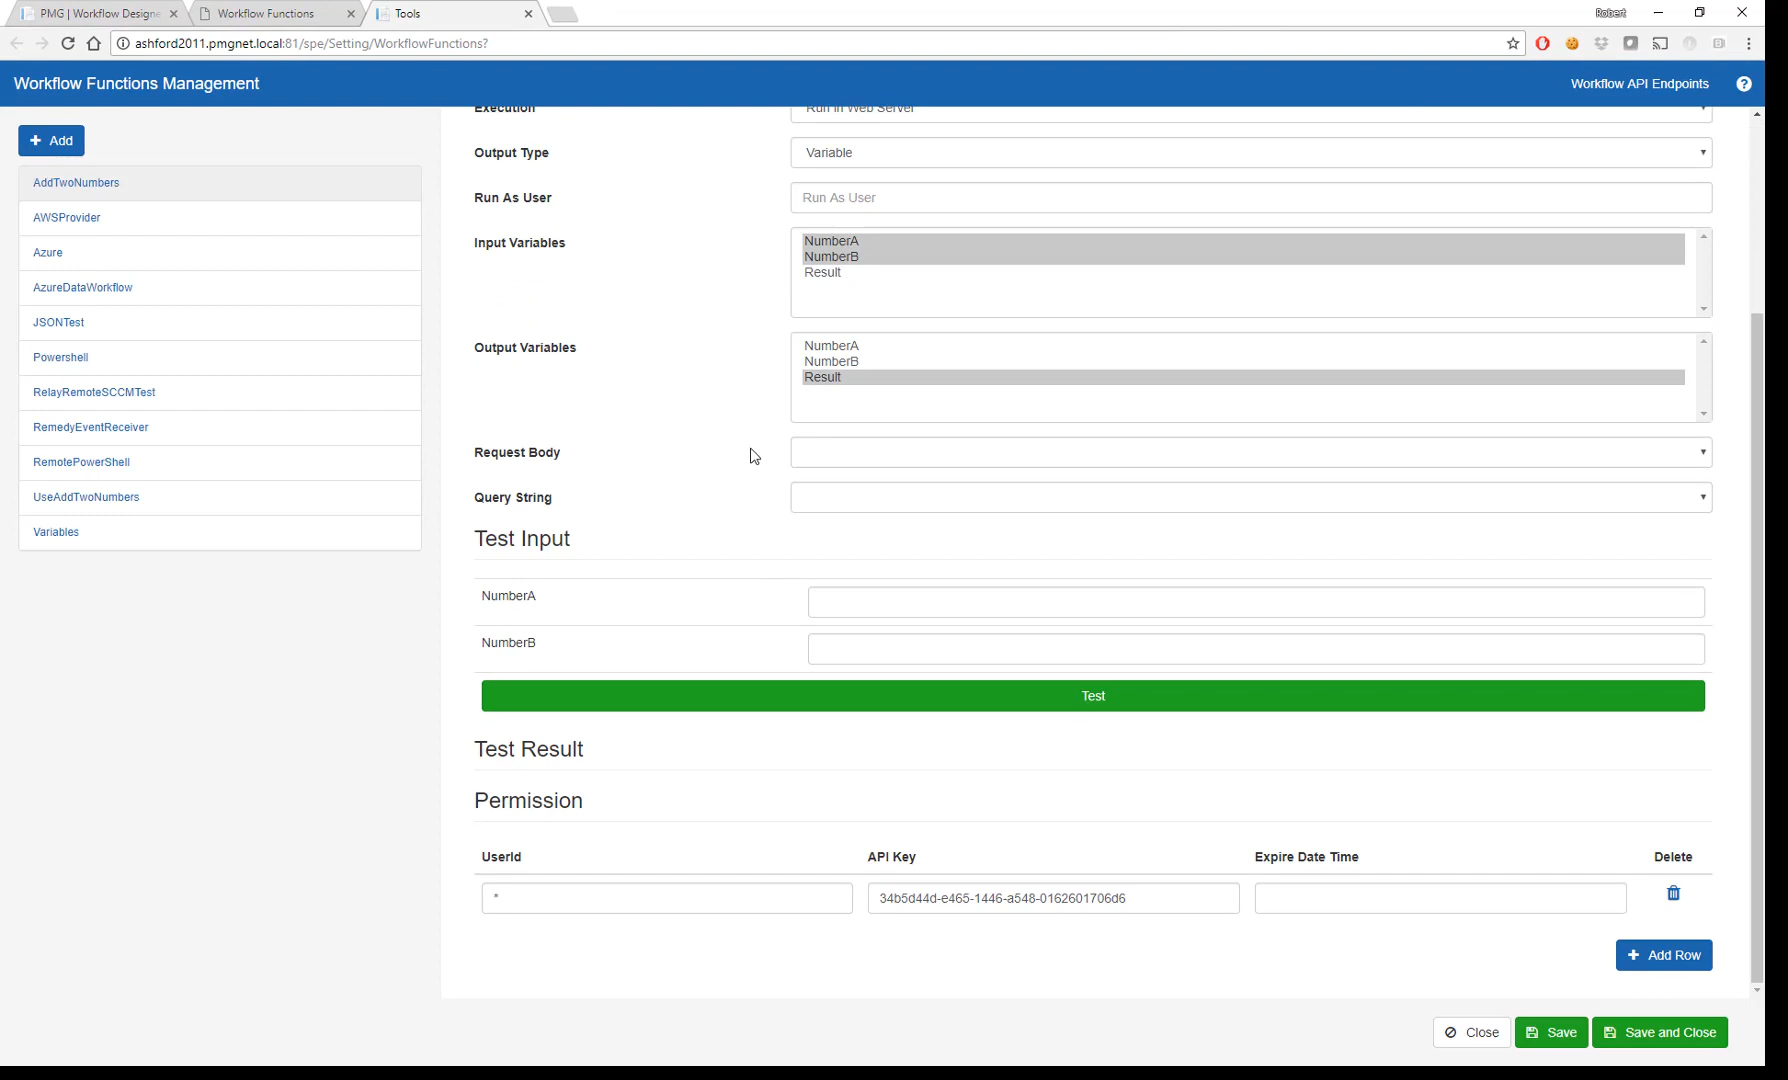 PMG | Workflow Designe
Workflow Functions
Tools
Robert
ashford2011.pmgnet.local:81/spe/Setting/WorkflowFunctions?
Workflow Functions Management
Workflow API Endpoints
?
Add
AddTwoNumbers
AWSProvider
Azure
AzureDataWorkflow
JSONTest
Powershell
RelayRemoteSCCMTest
RemedyEventReceiver
RemotePowerShell
UseAddTwoNumbers
Variables
Execution
Run In Web Server
Output Type
Variable
Run As User
Run As User
Input Variables
NumberA
NumberB
Result
Output Variables
NumberA
NumberB
Result
Request Body
Query String
Test Input
NumberA
NumberB
Test
Test Result
Permission
UserId
API Key
Expire Date Time
Delete
*
34b5d44d-e465-1446-a548-0162601706d6
Add Row
Close
Save
Save and Close